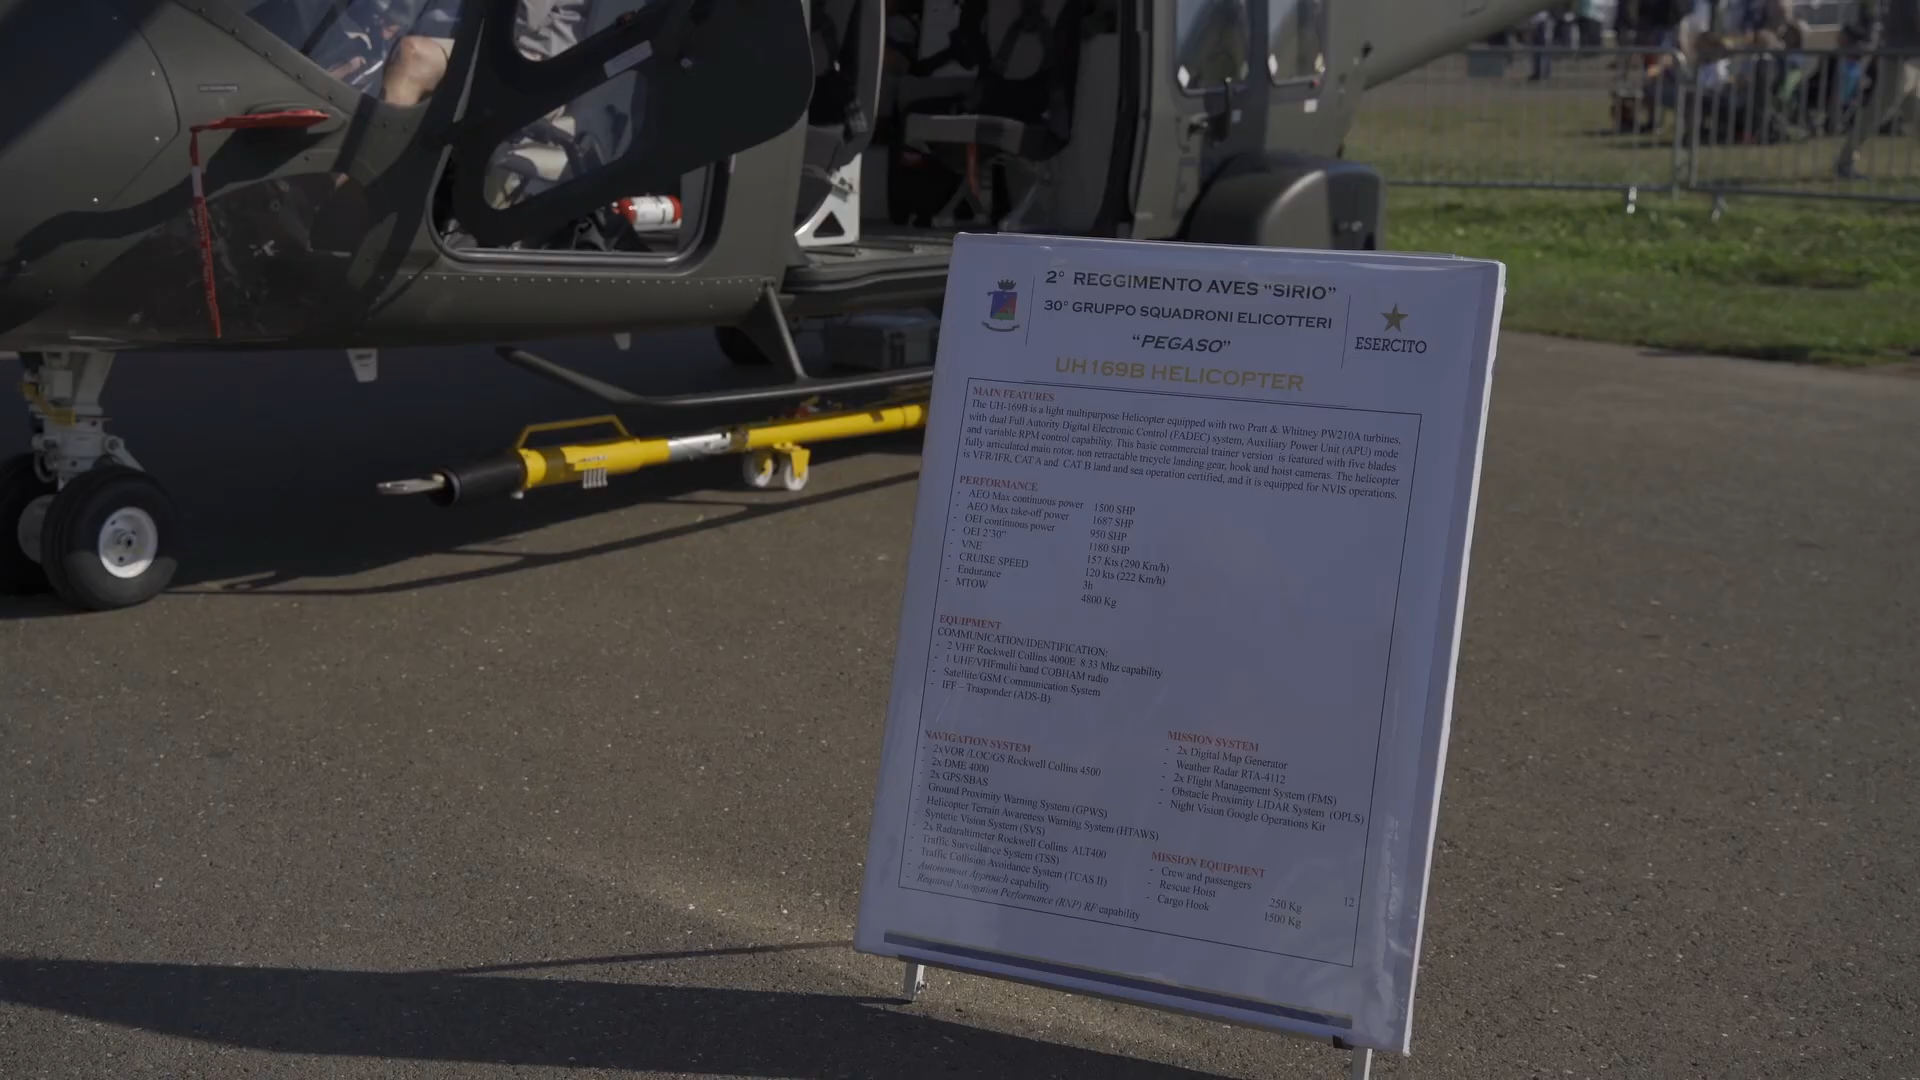 2° REGGIMENTO AVES “SIRIO”
30° GRUPPO SQUADRONI ELICOTTERI
“PEGASO”
ESERCITO
UH169B HELICOPTER
MAIN FEATURES
The UH-169B is a light multipurpose Helicopter equipped with two Pratt & Whitney PW210A turbines,
with dual Full Autority Digital Electronic Control (FADEC) system, Auxiliary Power Unit (APU) mode
and variable RPM control capability. This basic commercial trainer version is featured with five blades
fully articulated main rotor, non retractable trycycle landing gear, hook and hoist cameras. The helicopter
is VFR/IFR, CAT A and CAT B land and sea operation certified, and it is equipped for NVIS operations.
PERFORMANCE
- AEO Max continuous power 1500 SHP
- AEO Max take-off power 1687 SHP
- OEI continuous power 950 SHP
- OEI 2'30" 1180 SHP
- VNE 157 Kts (290 Km/h)
- CRUISE SPEED 120 kts (222 Km/h)
- Endurance 3h
- MTOW 4800 Kg
EQUIPMENT
COMMUNICATION/IDENTIFICATION:
- 2 VHF Rockwell Collins 4000E 8.33 Mhz capability
- 1 UHF/VHFmulti band COBHAM radio
- Satellite/GSM Communication System
- IFF – Trasponder (ADS-B)
NAVIGATION SYSTEM
- 2xVOR /LOC/GS Rockwell Collins 4500
- 2x DME 4000
- 2x GPS/SBAS
- Ground Proximity Warning System (GPWS)
- Helicopter Terrain Awareness Warning System (HTAWS)
- Syntetic Vision System (SVS)
- 2x Radaraltimeter Rockwell Collins ALT400
- Traffic Surveillance System (TSS)
- Traffic Collision Avoidance System (TCAS II)
- Autonomous Approach capability
- Required Navigation Performance (RNP) RF capability
MISSION SYSTEM
- 2x Digital Map Generator
- Weather Radar RTA-4112
- 2x Flight Management System (FMS)
- Obstacle Proximity LIDAR System (OPLS)
- Night Vision Google Operations Kit
MISSION EQUIPMENT
- Crew and passengers 12
- Rescue Hoist 250 Kg
- Cargo Hook 1500 Kg